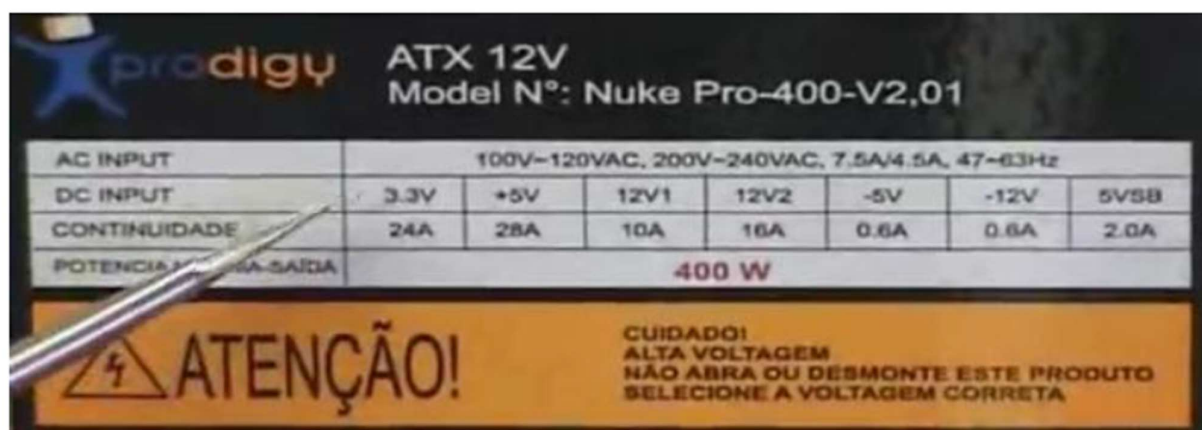 prodigy
ATX 12V
Model N°: Nuke Pro-400-V2,01
AC INPUT 100V~120VAC, 200V~240VAC, 7.5A/4.5A, 47~63Hz
DC INPUT 3.3V +5V 12V1 12V2 -5V -12V 5VSB
CONTINUIDADE 24A 28A 10A 16A 0.6A 0.6A 2.0A
POTENCIA SAÍDA 400 W
ATENÇÃO!
CUIDADO!
ALTA VOLTAGEM
NÃO ABRA OU DESMONTE ESTE PRODUTO
SELECIONE A VOLTAGEM CORRETA